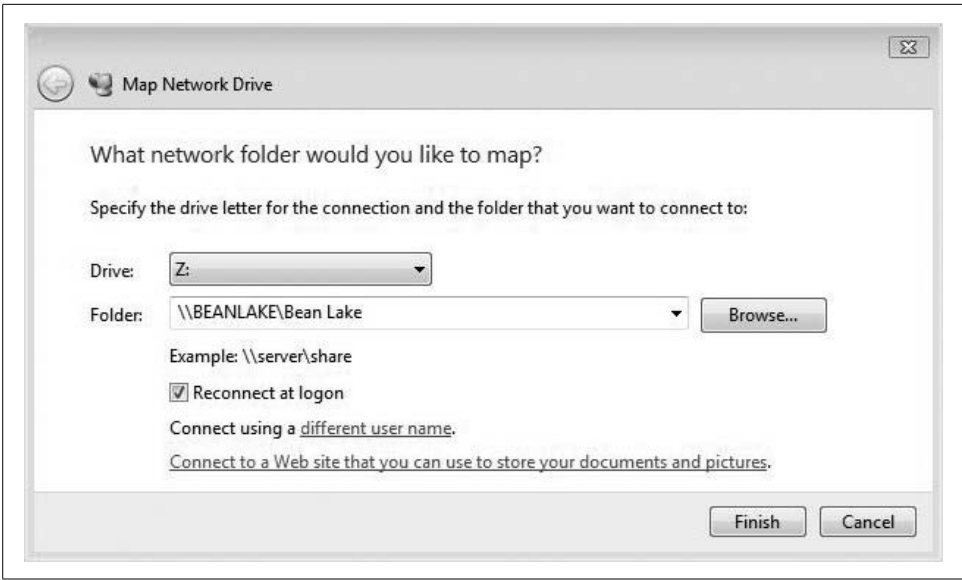 Map Network Drive
What network folder would you like to map?
Specify the drive letter for the connection and the folder that you want to connect to:
Drive: Z:
Folder: \\BEANLAKE\Bean Lake Browse...
Example: \\server\share
Reconnect at logon
Connect using a different user name.
Connect to a Web site that you can use to store your documents and pictures.
Finish Cancel